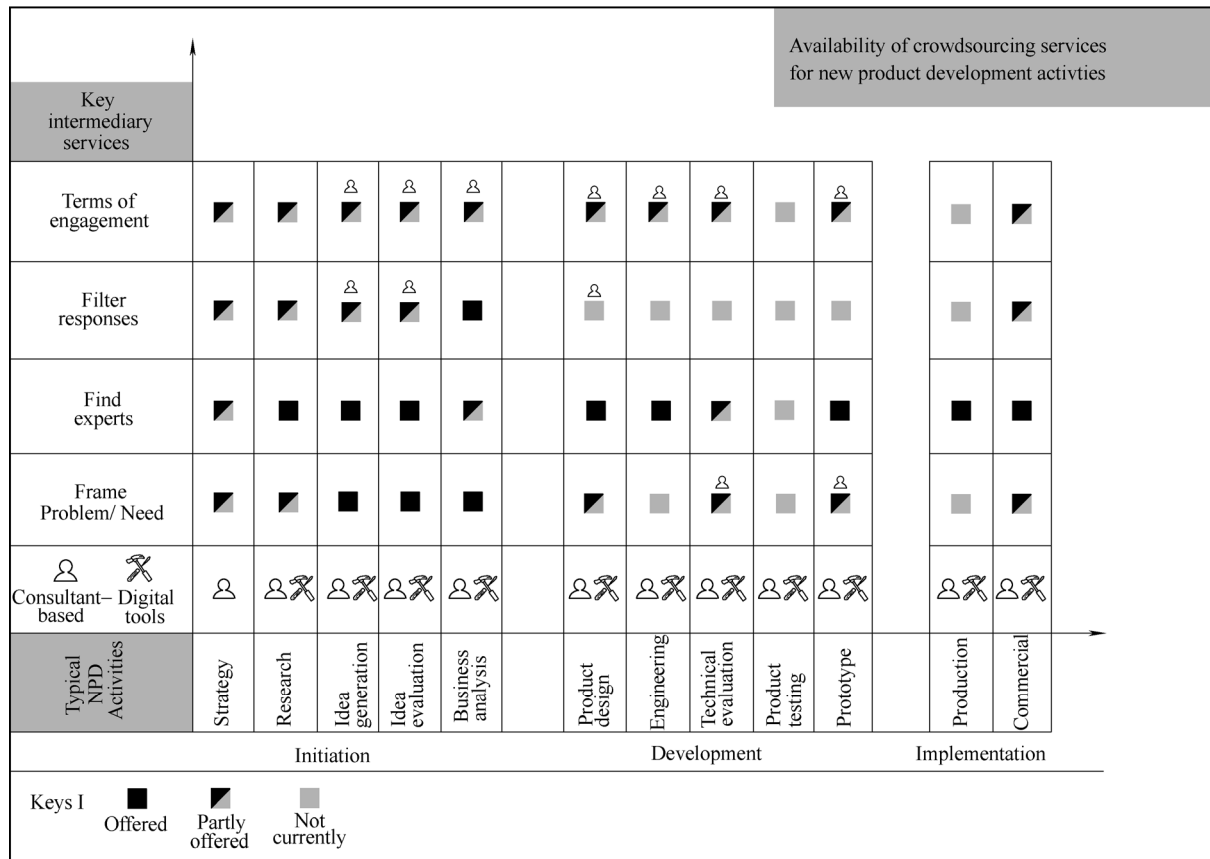 Availability of crowdsourcing services
for new product development activties
Key
intermediary
services
Terms of
engagement
Filter
responses
Find
experts
Frame
Problem/ Need
Consultant–
based
Digital
tools
Typical
NPD
Activities
Strategy
Research
Idea
generation
Idea
evaluation
Business
analysis
Product
design
Engineering
Technical
evaluation
Product
testing
Prototype
Production
Commercial
Initiation
Development
Implementation
Keys I
Offered
Partly
offered
Not
currently